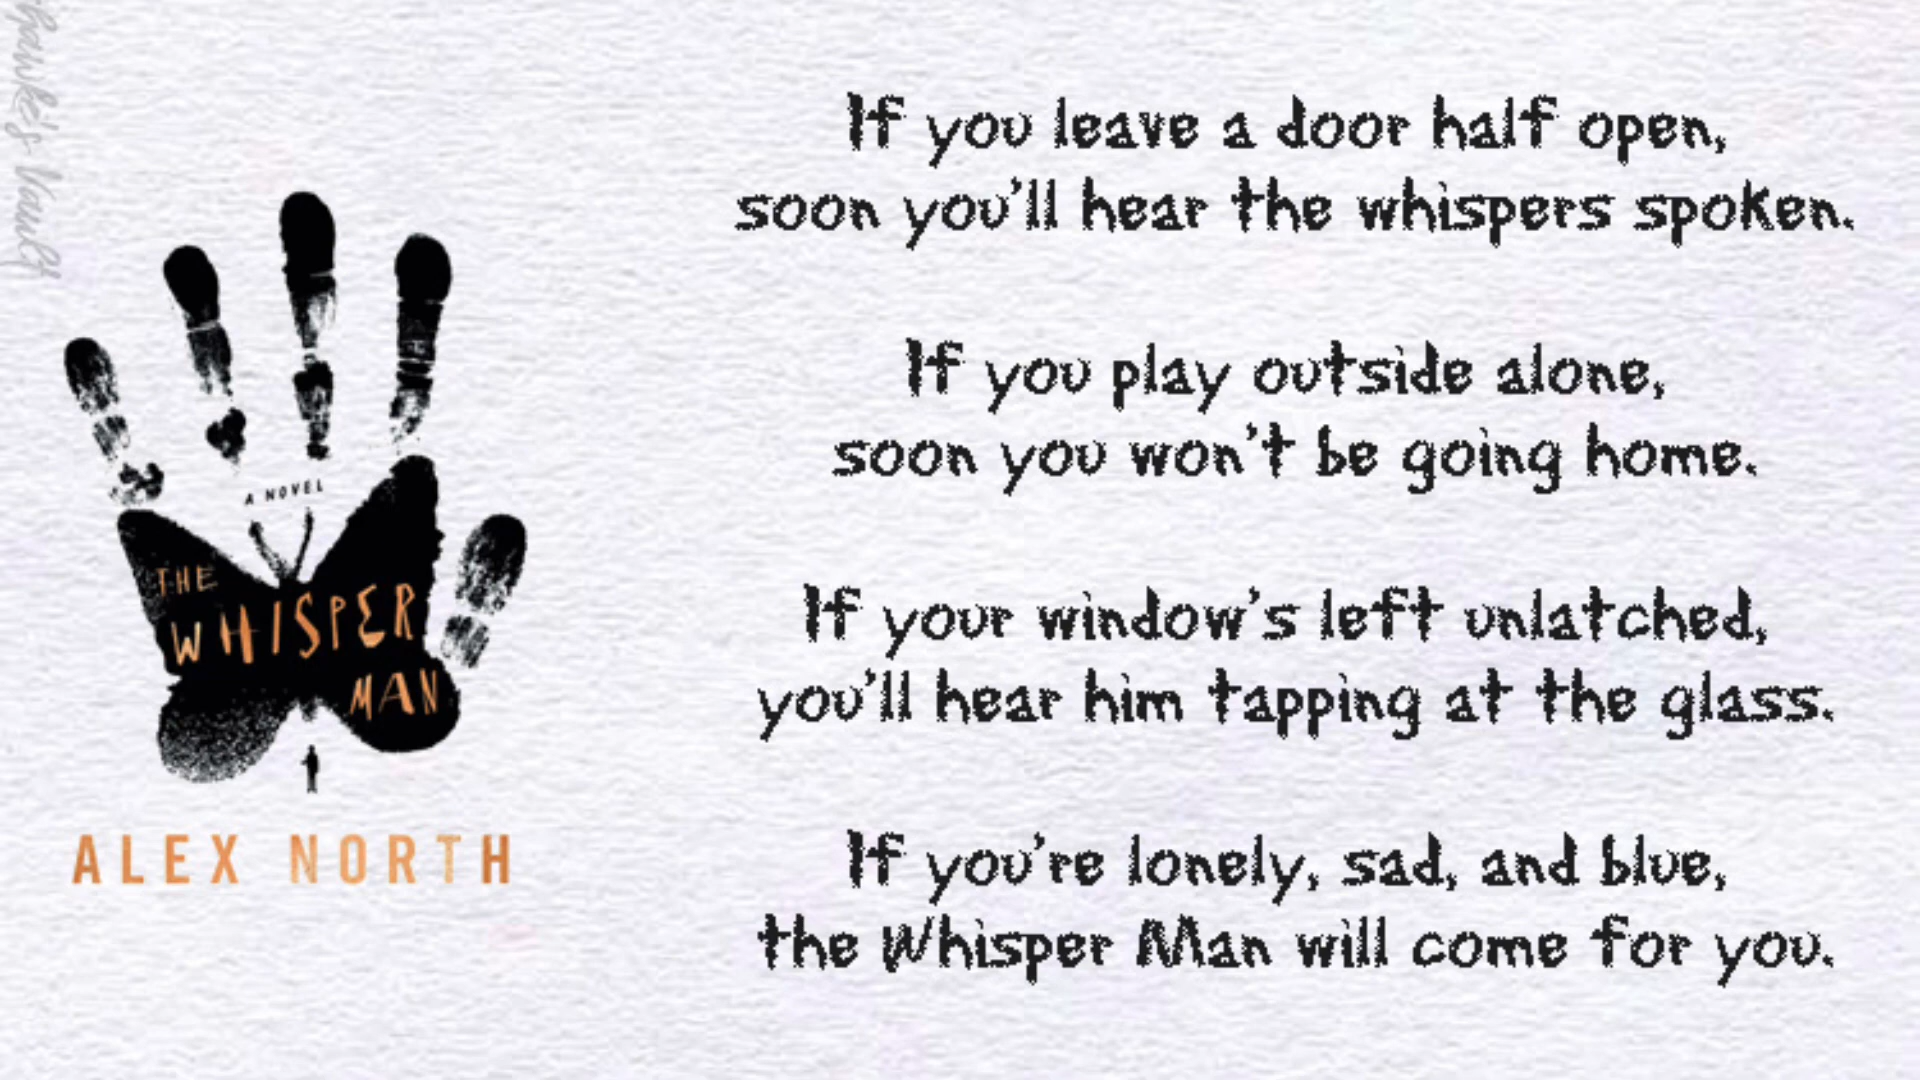 hawke's Vault
A NOVEL
THE
WHISPER
MAN
ALEX NORTH
If you leave a door half open,
soon you'll hear the whispers spoken.
If you play outside alone,
soon you won't be going home.
If your window's left unlatched,
you'll hear him tapping at the glass.
If you're lonely, sad, and blue,
the Whisper Man will come for you.